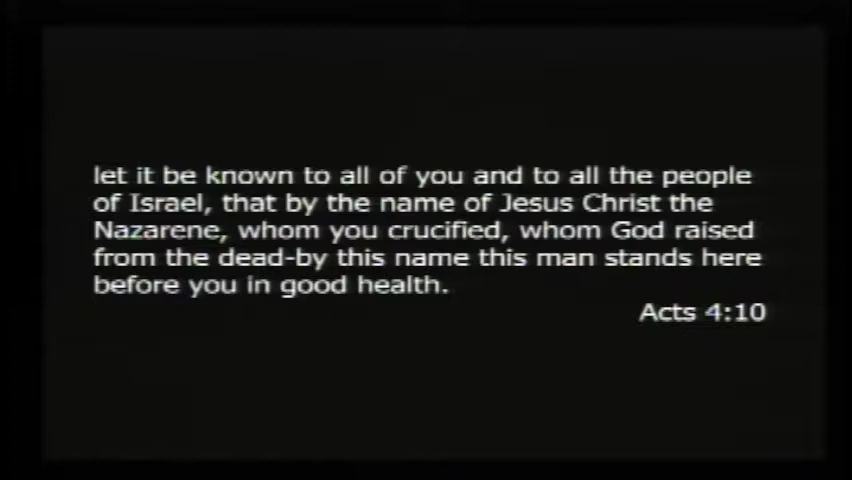 let it be known to all of you and to all the people
of Israel, that by the name of Jesus Christ the
Nazarene, whom you crucified, whom God raised
from the dead-by this name this man stands here
before you in good health.
Acts 4:10